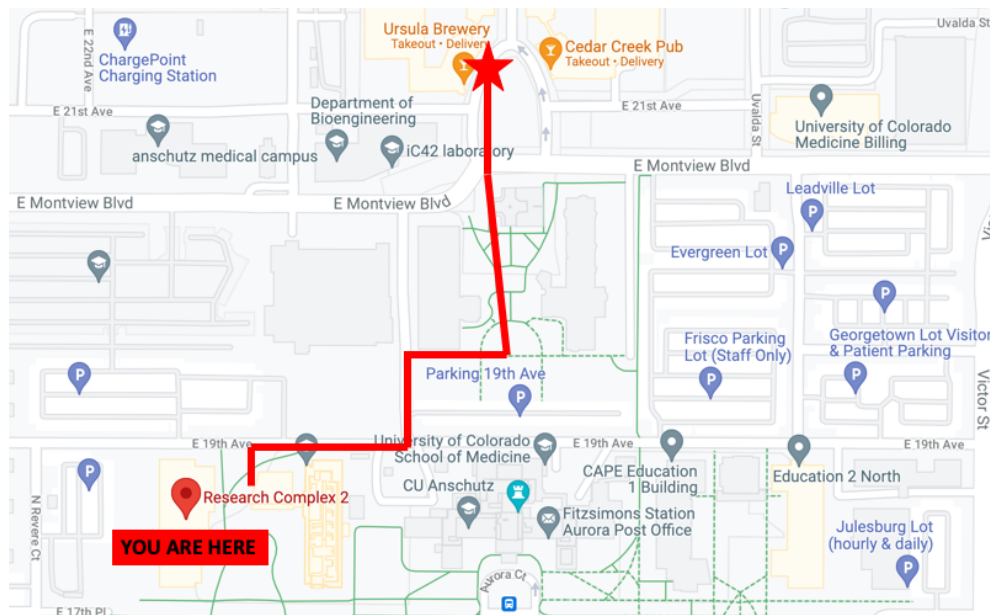 Ursula Brewery
Takeout • Delivery
Uvalda St
E 22nd Ave
ChargePoint
Charging Station
Cedar Creek Pub
Takeout • Delivery
E 21st Ave
Department of
Bioengineering
E 21st Ave
Uvalda St
University of Colorado
Medicine Billing
anschutz medical campus
iC42 laboratory
E Montview Blvd
Leadville Lot
E Montview Blvd
E Montview Blvd
Evergreen Lot
Frisco Parking
Lot (Staff Only)
Georgetown Lot Visitor
& Patient Parking
Parking 19th Ave
Victor St
E 19th Ave
University of Colorado
School of Medicine
E 19th Ave
E 19th Ave
CAPE Education
1 Building
Education 2 North
CU Anschutz
Research Complex 2
N Revere Ct
Fitzsimons Station
Aurora Post Office
Julesburg Lot
(hourly & daily)
YOU ARE HERE
Aurora Ct
E 17th Pl